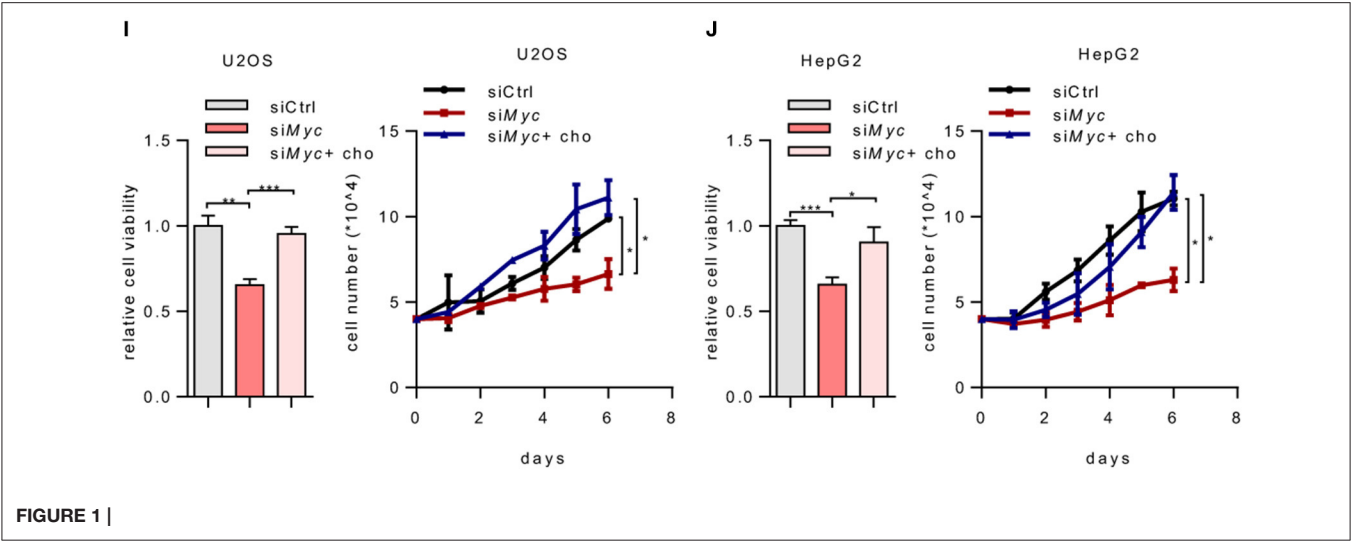 I
U2OS
siCtrl
siMyc
siMyc+ cho
relative cell viability
1.5
1.0
0.5
0.0
**
***
U2OS
siCtrl
siMyc
siMyc+ cho
cell number (*10^4)
15
10
5
0
*
*
0 2 4 6 8
days
J
HepG2
siCtrl
siMyc
siMyc+ cho
relative cell viability
1.5
1.0
0.5
0.0
***
*
HepG2
siCtrl
siMyc
siMyc+ cho
cell number (*10^4)
15
10
5
0
*
*
0 2 4 6 8
days
FIGURE 1 |